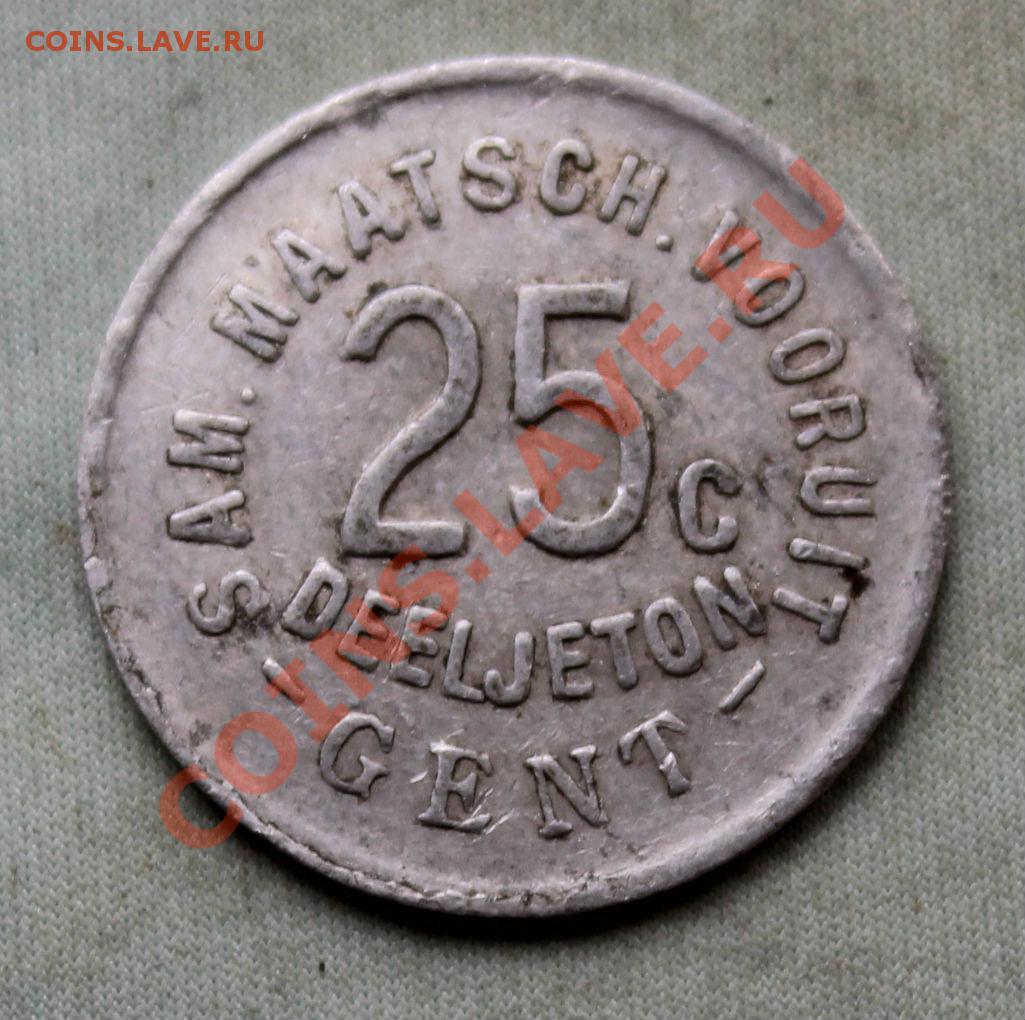 COINS.LAVE.RU
SAM. MAATSCH. VOORUIT
25 C
DEELJETON
- GENT -
COINS.LAVE.RU